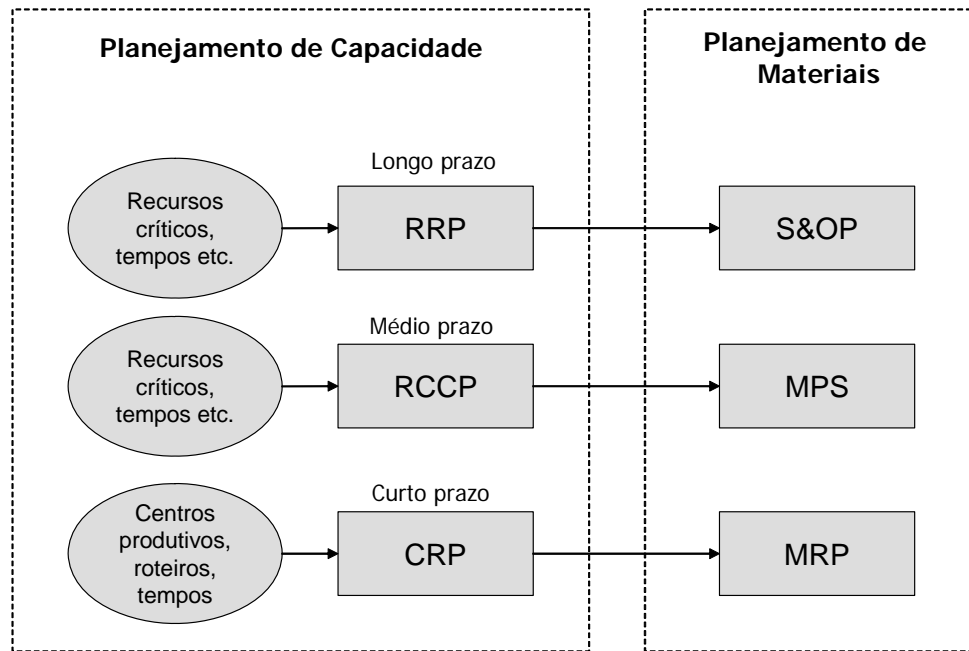 Planejamento de Capacidade
Planejamento de
Materiais
Longo prazo
Recursos
críticos,
tempos etc.
RRP
S&OP
Médio prazo
Recursos
críticos,
tempos etc.
RCCP
MPS
Curto prazo
Centros
produtivos,
roteiros,
tempos
CRP
MRP